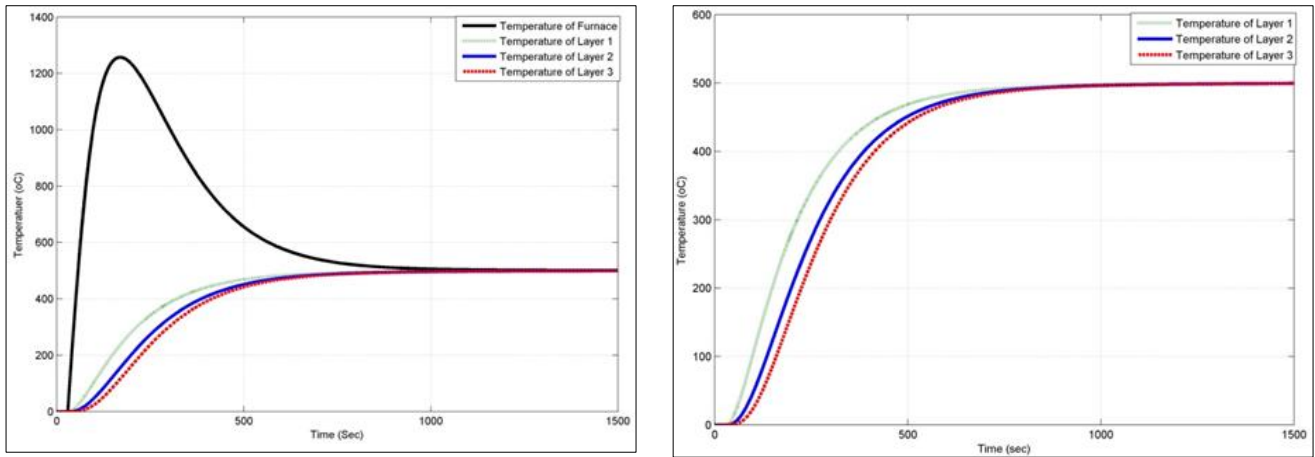 1400
1200
1000
800
600
400
200
0
Temperatuer (oC)
Temperature of Furnace
Temperature of Layer 1
Temperature of Layer 2
Temperature of Layer 3
0 500 1000 1500
Time (Sec)
600
500
400
300
200
100
0
Temperature (oC)
Temperature of Layer 1
Temperature of Layer 2
Temperature of Layer 3
0 500 1000 1500
Time (sec)